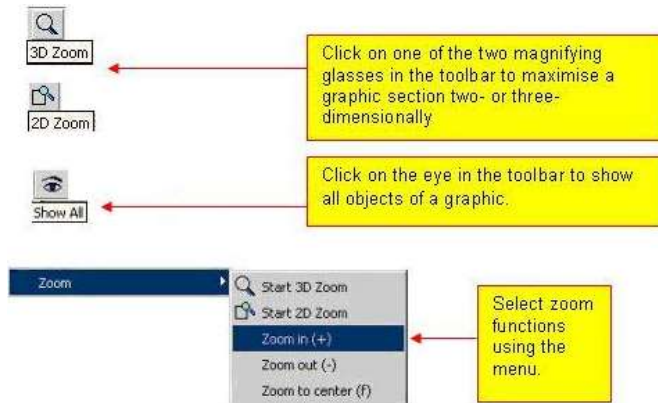 3D Zoom
Click on one of the two magnifying
glasses in the toolbar to maximise a
graphic section two- or three-
dimensionally
2D Zoom
Click on the eye in the toolbar to show
all objects of a graphic.
Show All
Zoom
Start 3D Zoom
Start 2D Zoom
Zoom in (+)
Zoom out (-)
Zoom to center (f)
Select zoom
functions
using the
menu.